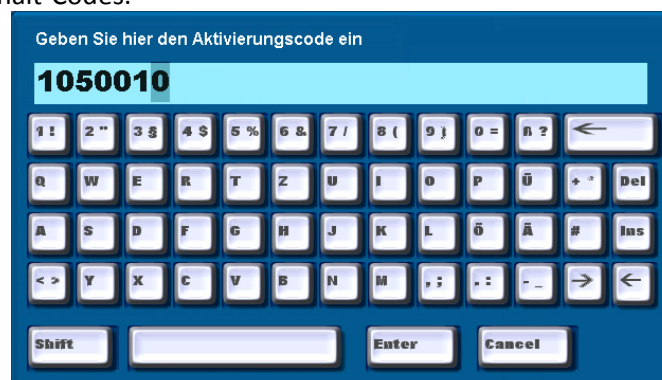 halt-Codes.
Geben Sie hier den Aktivierungscode ein
1050010
1 ! 2 " 3 § 4 $ 5 % 6 & 7 / 8 ( 9 ) 0 = ß ? ←
Q W E R T Z U I O P Ü + * Del
A S D F G H J K L Ö Ä # Ins
< > Y X C V B N M , ; . : - _ → ←
Shift Enter Cancel